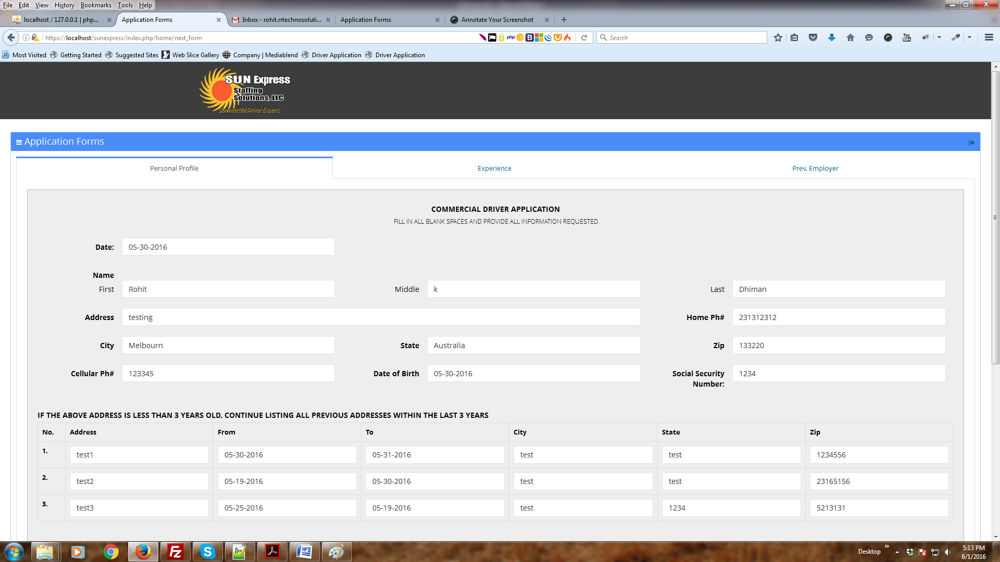 File Edit View History Bookmarks Tools Help
localhost / 127.0.0.1 | php... Application Forms Inbox - rohit.rrtechnosoluti... Application Forms Annotate Your Screenshot
https://localhost/sunexpress/index.php/home/next_form php B Search You Tube
Most Visited Getting Started Suggested Sites Web Slice Gallery Company | Mediablend Driver Application Driver Application
SUN Express
Staffing
Solutions, LLC
Commercial Driver Experts
Application Forms
Personal Profile Experience Prev. Employer
COMMERCIAL DRIVER APPLICATION
FILL IN ALL BLANK SPACES AND PROVIDE ALL INFORMATION REQUESTED
Date: 05-30-2016
Name
First Rohit Middle k Last Dhiman
Address testing Home Ph# 231312312
City Melbourn State Australia Zip 133220
Cellular Ph# 123345 Date of Birth 05-30-2016 Social Security Number: 1234
IF THE ABOVE ADDRESS IS LESS THAN 3 YEARS OLD, CONTINUE LISTING ALL PREVIOUS ADDRESSES WITHIN THE LAST 3 YEARS
No. Address From To City State Zip
1. test1 05-30-2016 05-31-2016 test test 1234556
2. test2 05-19-2016 05-30-2016 test test 23165156
3. test3 05-25-2016 05-19-2016 test 1234 5213131
Desktop 5:13 PM
6/1/2016